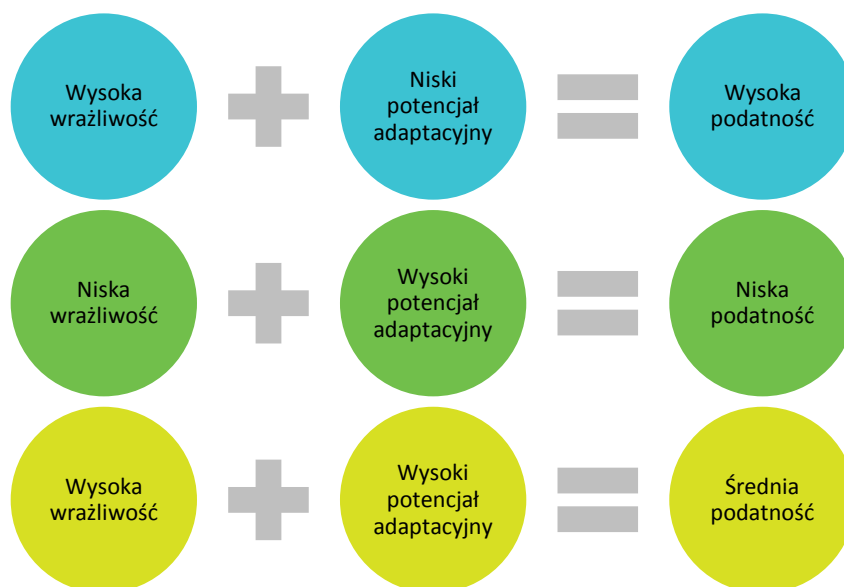 Wysoka
wrażliwość
Niski
potencjał
adaptacyjny
Wysoka
podatność
Niska
wrażliwość
Wysoki
potencjał
adaptacyjny
Niska
podatność
Wysoka
wrażliwość
Wysoki
potencjał
adaptacyjny
Średnia
podatność